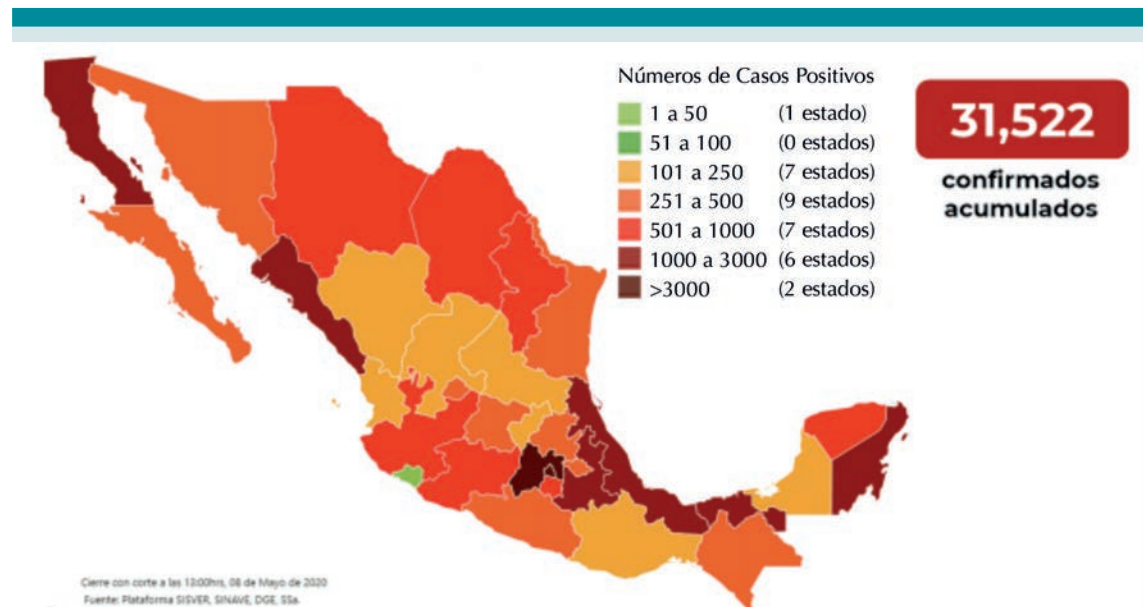 Números de Casos Positivos
1 a 50 (1 estado)
51 a 100 (0 estados)
101 a 250 (7 estados)
251 a 500 (9 estados)
501 a 1000 (7 estados)
1000 a 3000 (6 estados)
>3000 (2 estados)
31,522
confirmados
acumulados
Cierre con corte a las 13:00hrs, 08 de Mayo de 2020
Fuente: Plataforma SISVER, SINAVE, DGE, SSa.